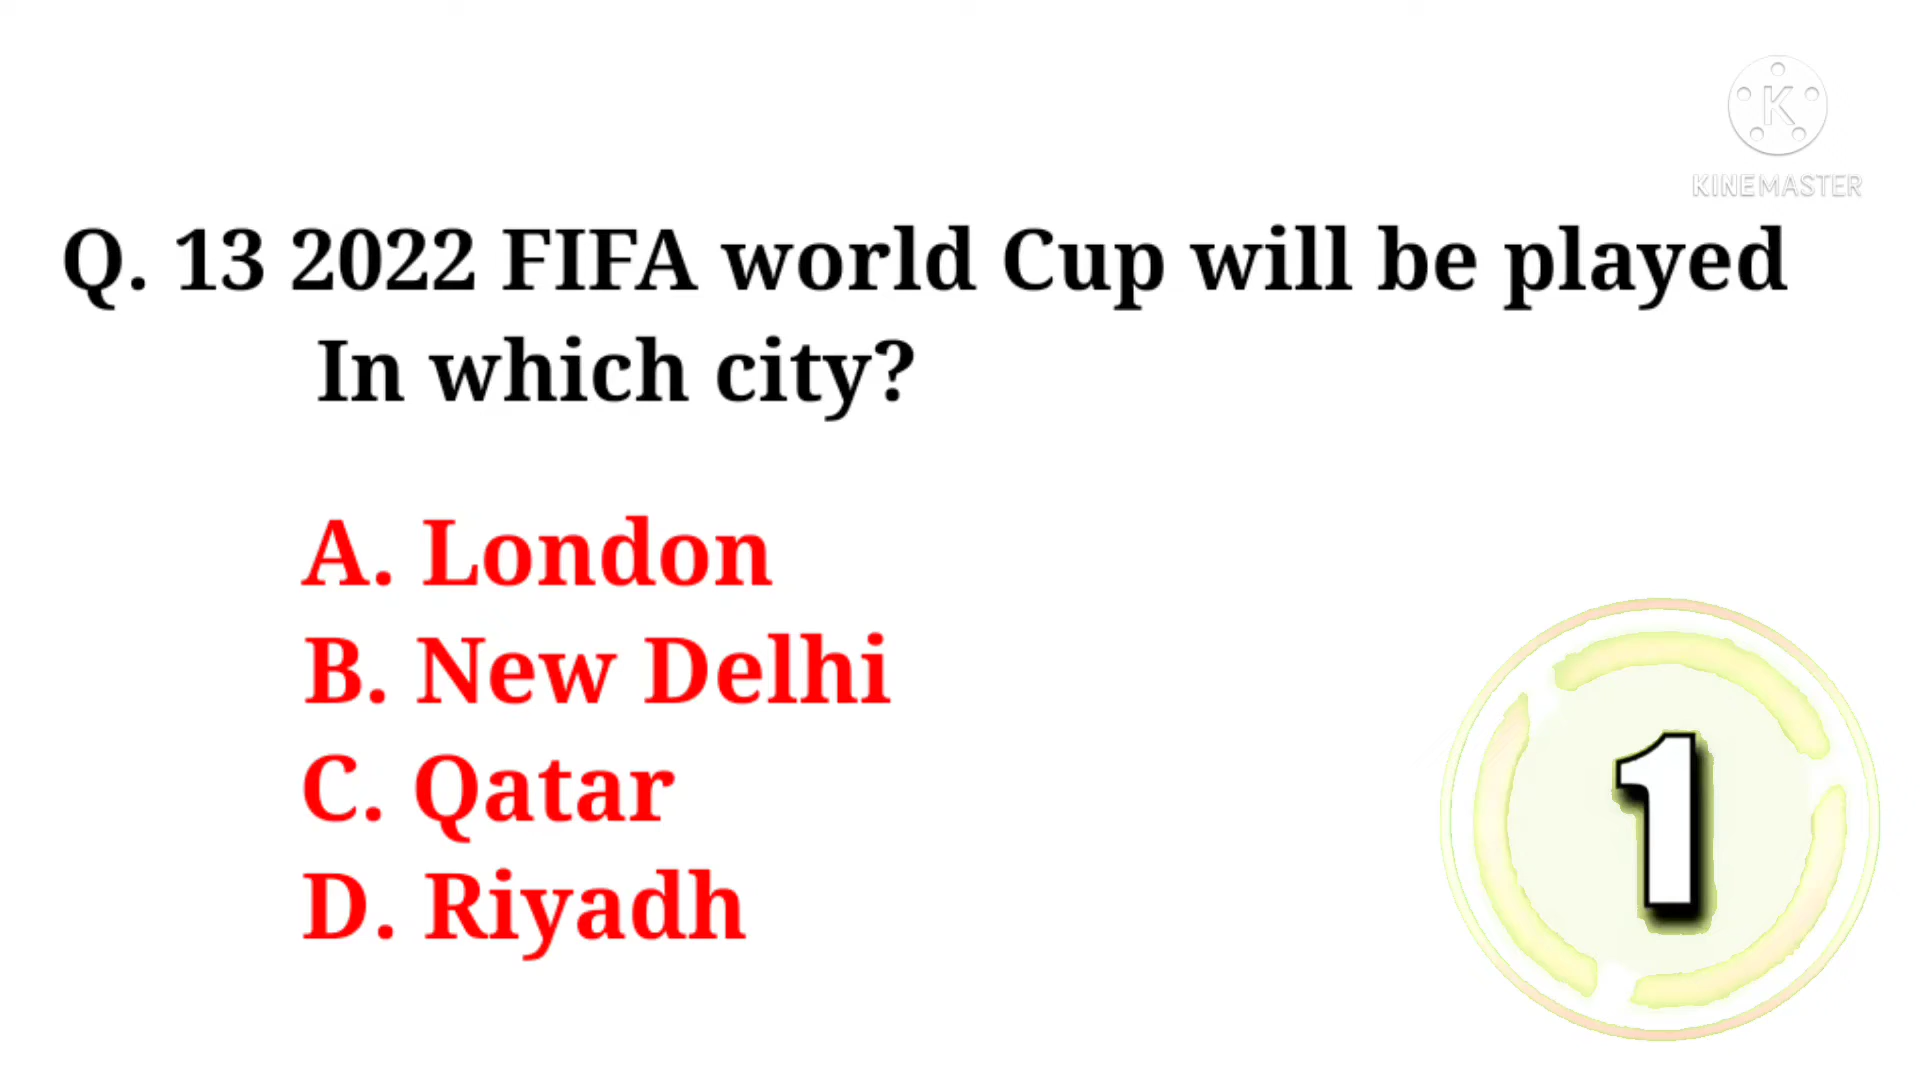 K
KINEMASTER
Q. 13 2022 FIFA world Cup will be played
In which city?
A. London
B. New Delhi
C. Qatar
D. Riyadh
1